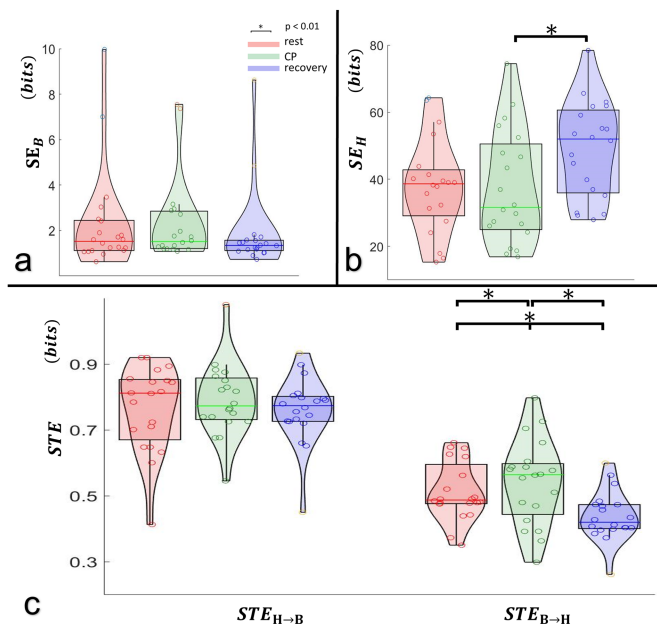 * p < 0.01
rest
CP
recovery
(bits)
SE_B
10
8
6
4
2
a
*
(bits)
SE_H
80
60
40
20
b
* *
*
(bits)
STE
0.9
0.7
0.5
0.3
c
STE_H→B STE_B→H